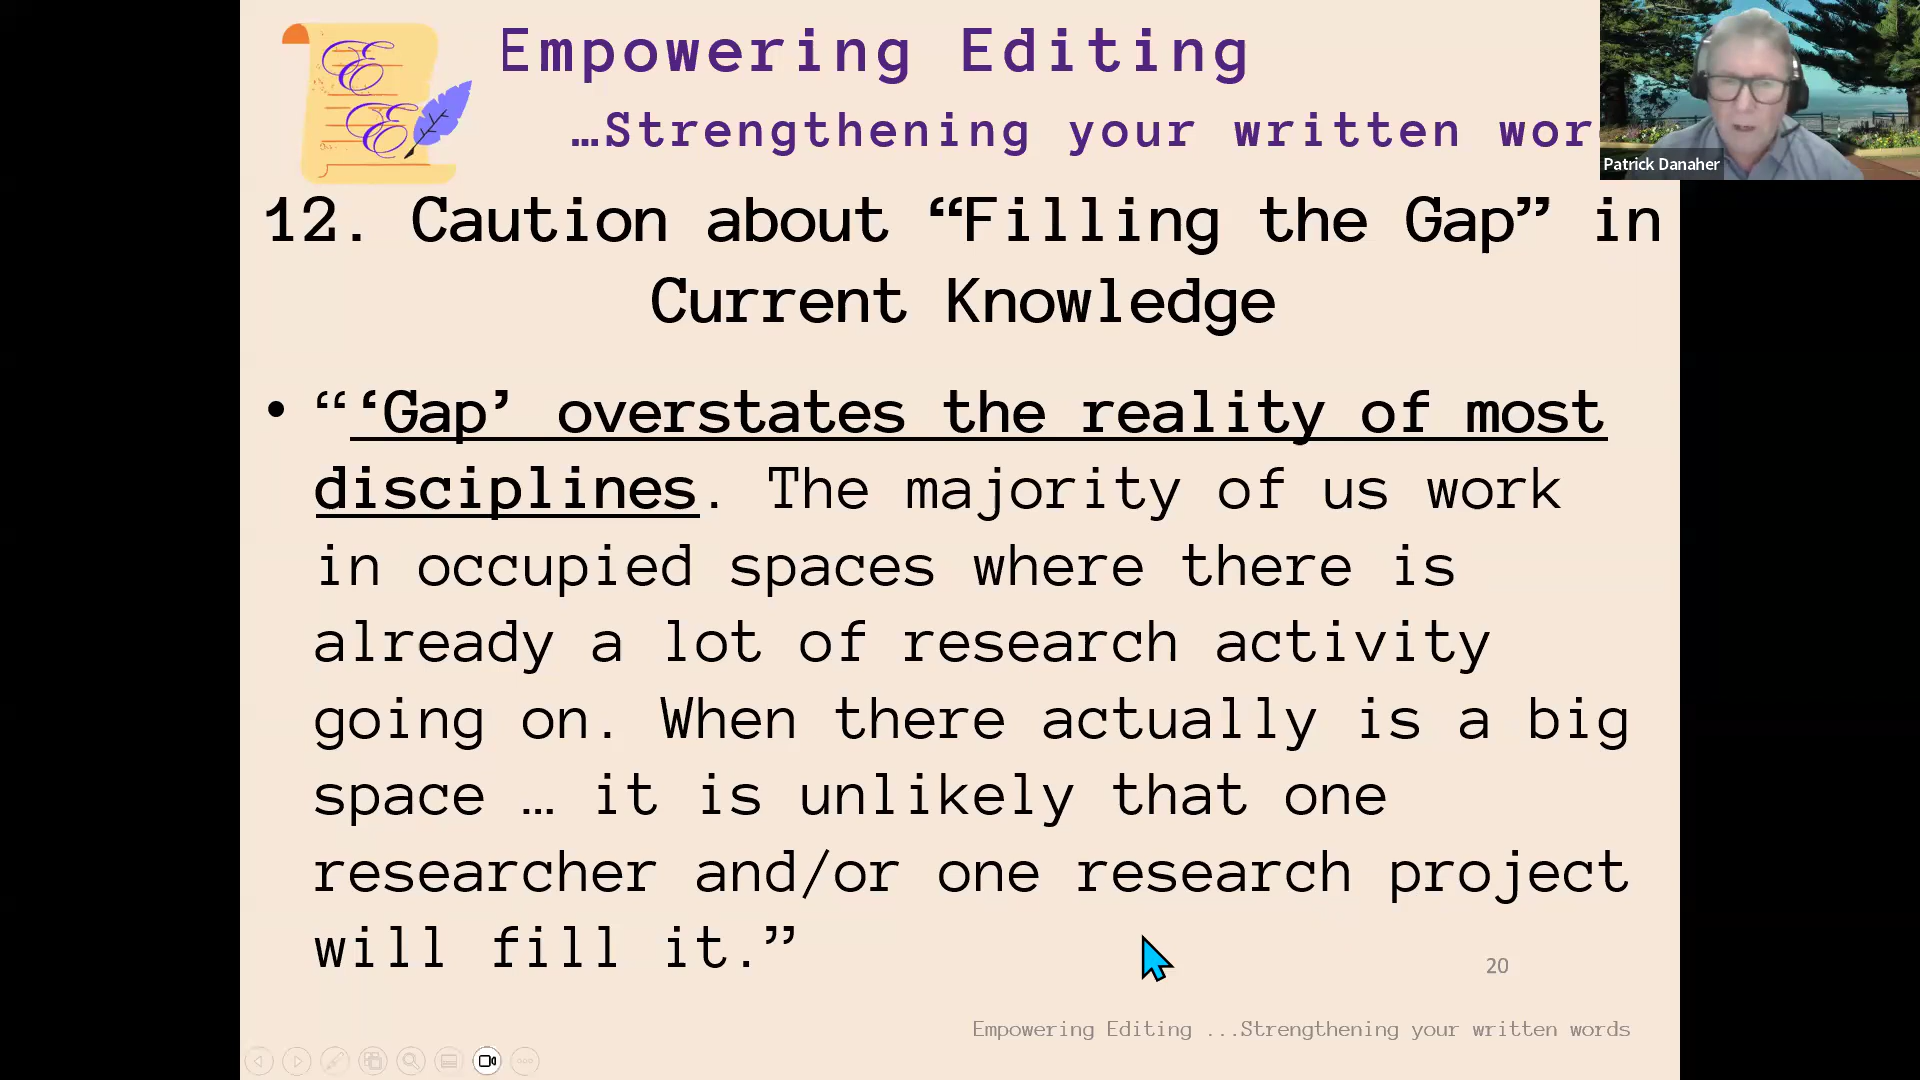 EE
EE
Empowering Editing
…Strengthening your written wor
Patrick Danaher
12. Caution about “Filling the Gap” in
Current Knowledge
• “‘Gap’ overstates the reality of most
disciplines. The majority of us work
in occupied spaces where there is
already a lot of research activity
going on. When there actually is a big
space … it is unlikely that one
researcher and/or one research project
will fill it.”
20
Empowering Editing ...Strengthening your written words